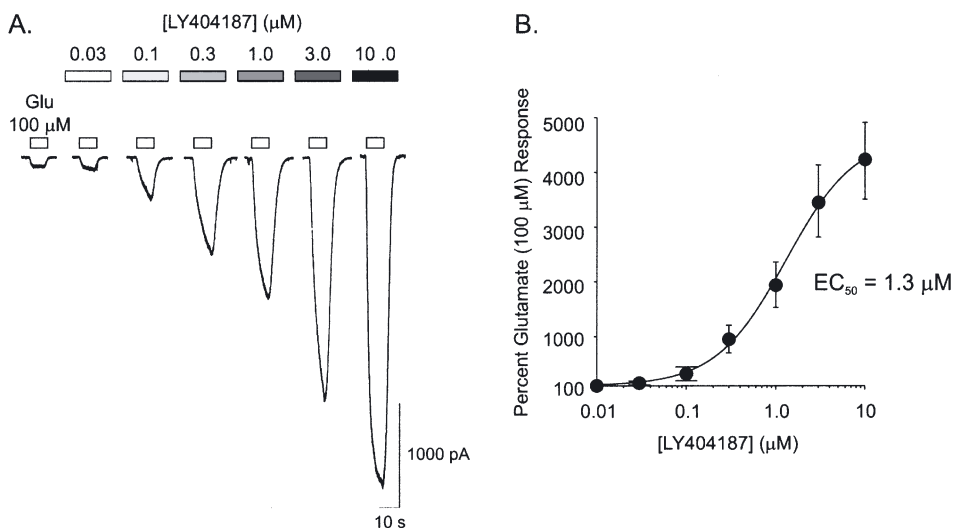 A.
[LY404187] (μM)
0.03 0.1 0.3 1.0 3.0 10 .0
Glu
100 μM
1000 pA
10 s
B.
Percent Glutamate (100 μM) Response
5000
4000
3000
2000
1000
100
EC50 = 1.3 μM
0.01 0.1 1.0 10
[LY404187] (μM)